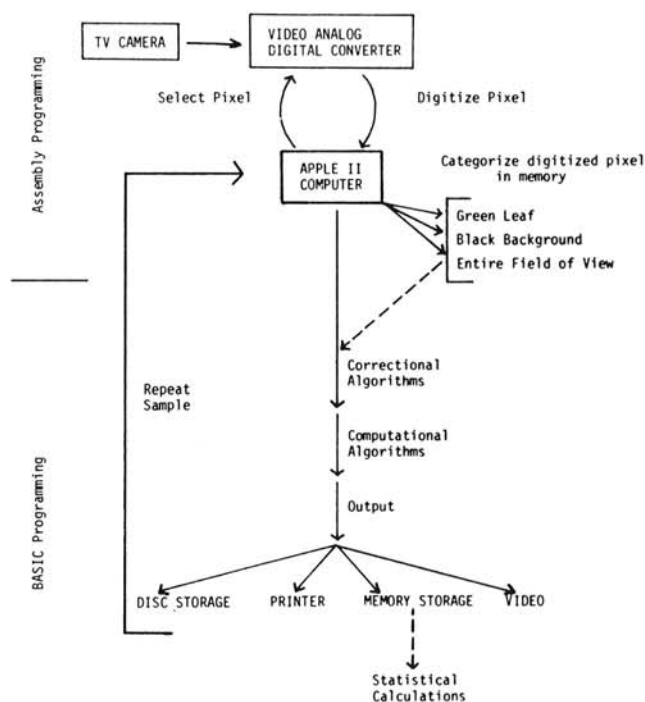 TV CAMERA
VIDEO ANALOG
DIGITAL CONVERTER
Select Pixel
Digitize Pixel
Assembly Programming
APPLE II
COMPUTER
Categorize digitized pixel
in memory
Green Leaf
Black Background
Entire Field of View
Correctional
Algorithms
Repeat
Sample
Computational
Algorithms
BASIC Programming
Output
DISC STORAGE
PRINTER
MEMORY STORAGE
VIDEO
Statistical
Calculations